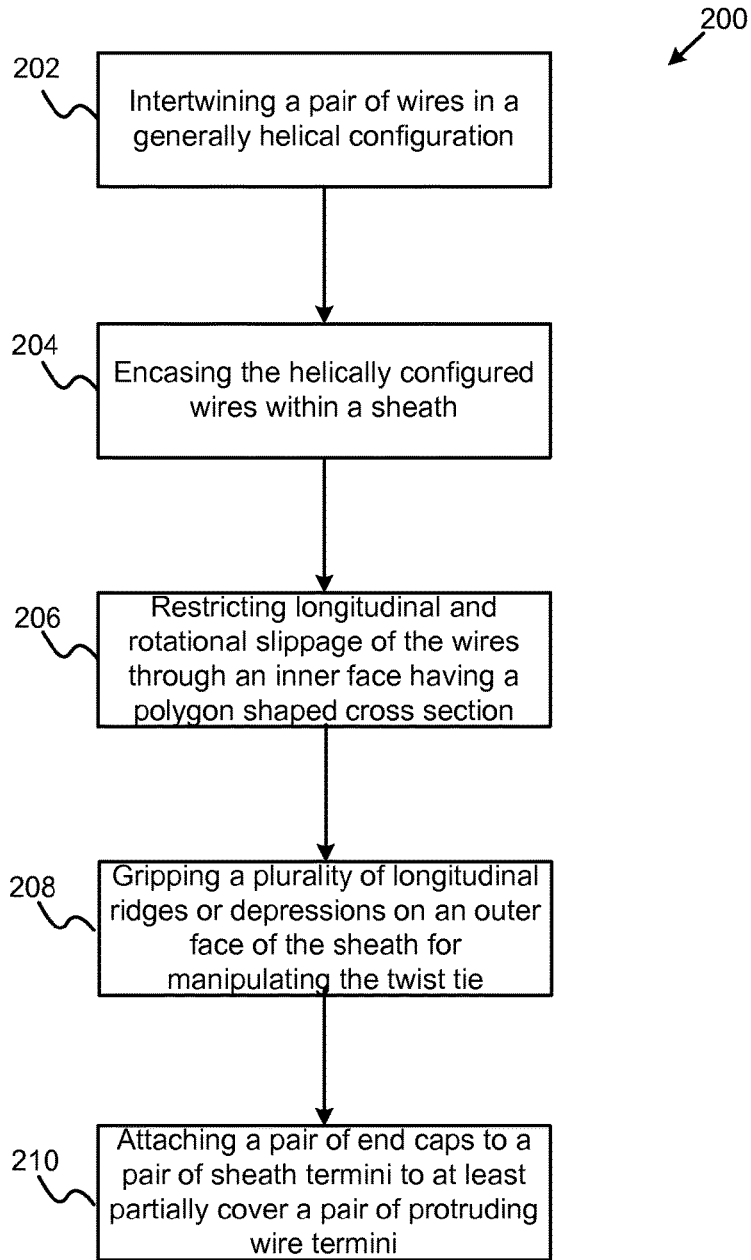 200
202
Intertwining a pair of wires in a
generally helical configuration
204
Encasing the helically configured
wires within a sheath
206
Restricting longitudinal and
rotational slippage of the wires
through an inner face having a
polygon shaped cross section
208
Gripping a plurality of longitudinal
ridges or depressions on an outer
face of the sheath for
manipulating the twist tie
210
Attaching a pair of end caps to a
pair of sheath termini to at least
partially cover a pair of protruding
wire termini